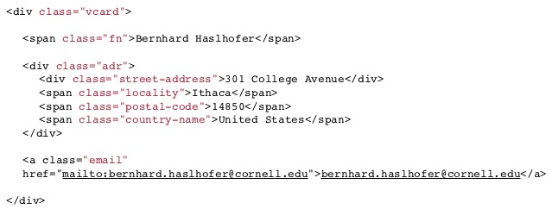 <div class="vcard">
<span class="fn">Bernhard Haslhofer</span>
<div class="adr">
<div class="street-address">301 College Avenue</div>
<span class="locality">Ithaca</span>
<span class="postal-code">14850</span>
<span class="country-name">United States</span>
</div>
<a class="email"
href="mailto:bernhard.haslhofer@cornell.edu">bernhard.haslhofer@cornell.edu</a>
</div>